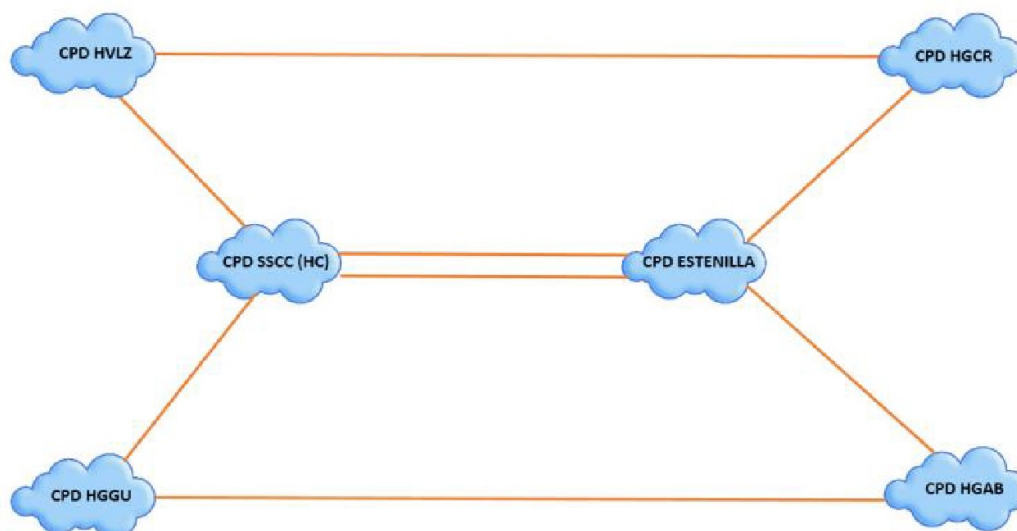 CPD HVLZ
CPD HGCR
CPD SSCC (HC)
CPD ESTENILLA
CPD HGGU
CPD HGAB